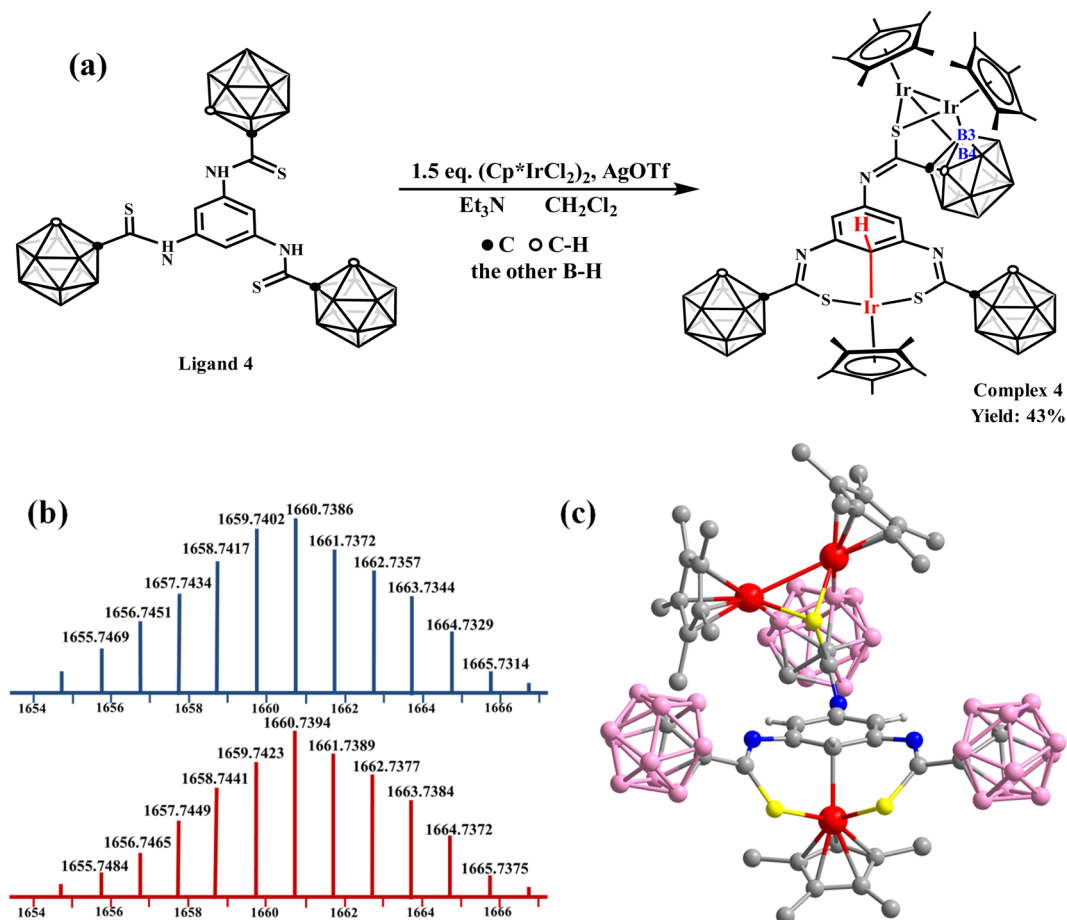 (a)
Ir
Ir
S
B3
B4
NH
S
1.5 eq. (Cp*IrCl2)2, AgOTf
Et3N CH2Cl2
● C ○ C-H
the other B-H
N
H
S
N
H
NH
S
N
N
S
Ir
S
Ligand 4
Complex 4
Yield: 43%
(b)
1655.7469
1656.7451
1657.7434
1658.7417
1659.7402
1660.7386
1661.7372
1662.7357
1663.7344
1664.7329
1665.7314
1654 1656 1658 1660 1662 1664 1666
1655.7484
1656.7465
1657.7449
1658.7441
1659.7423
1660.7394
1661.7389
1662.7377
1663.7384
1664.7372
1665.7375
1654 1656 1658 1660 1662 1664 1666
(c)